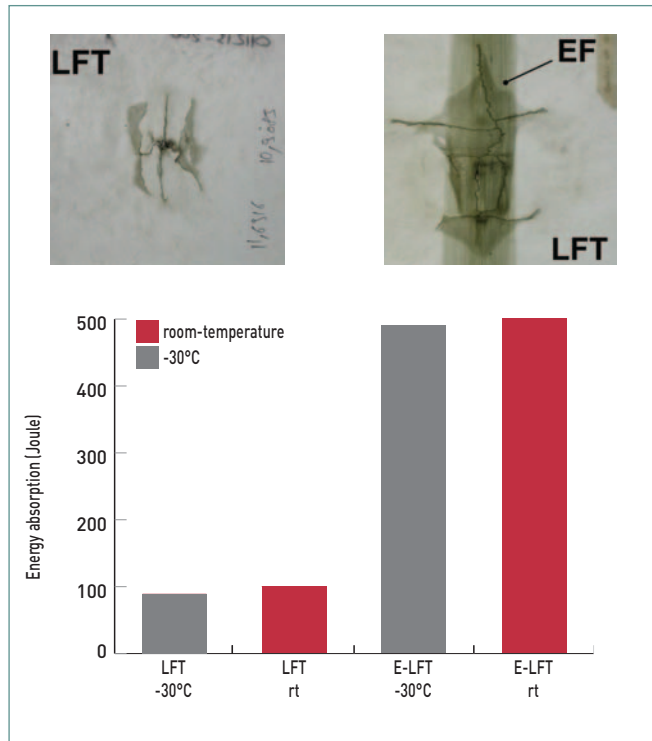 LFT
EF
LFT
500
400
300
200
100
0
Energy absorption (Joule)
room-temperature
-30°C
LFT
-30°C
LFT
rt
E-LFT
-30°C
E-LFT
rt